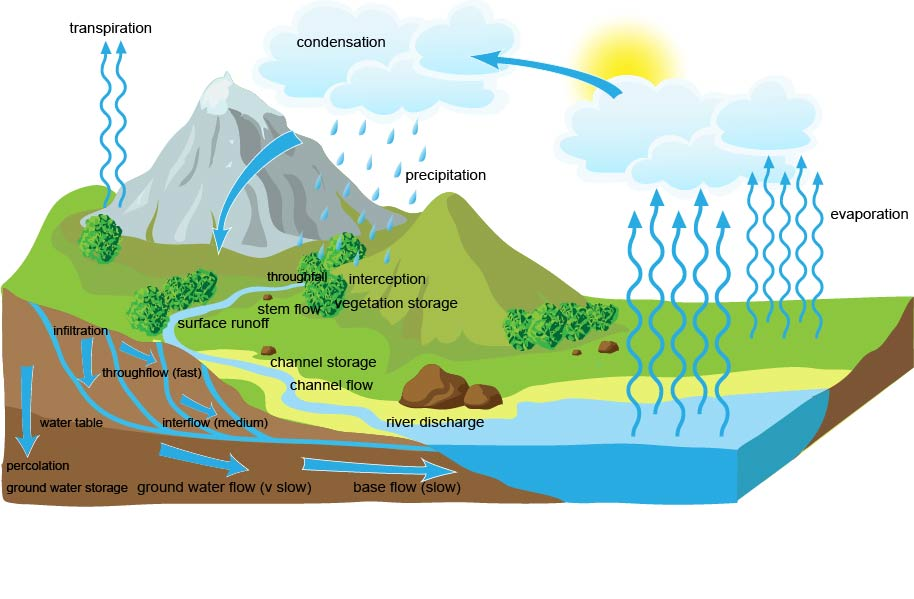 transpiration
condensation
precipitation
evaporation
throughfall
interception
stem flow
vegetation storage
surface runoff
infiltration
channel storage
throughflow (fast)
channel flow
water table
interflow (medium)
river discharge
percolation
ground water storage
ground water flow (v slow)
base flow (slow)